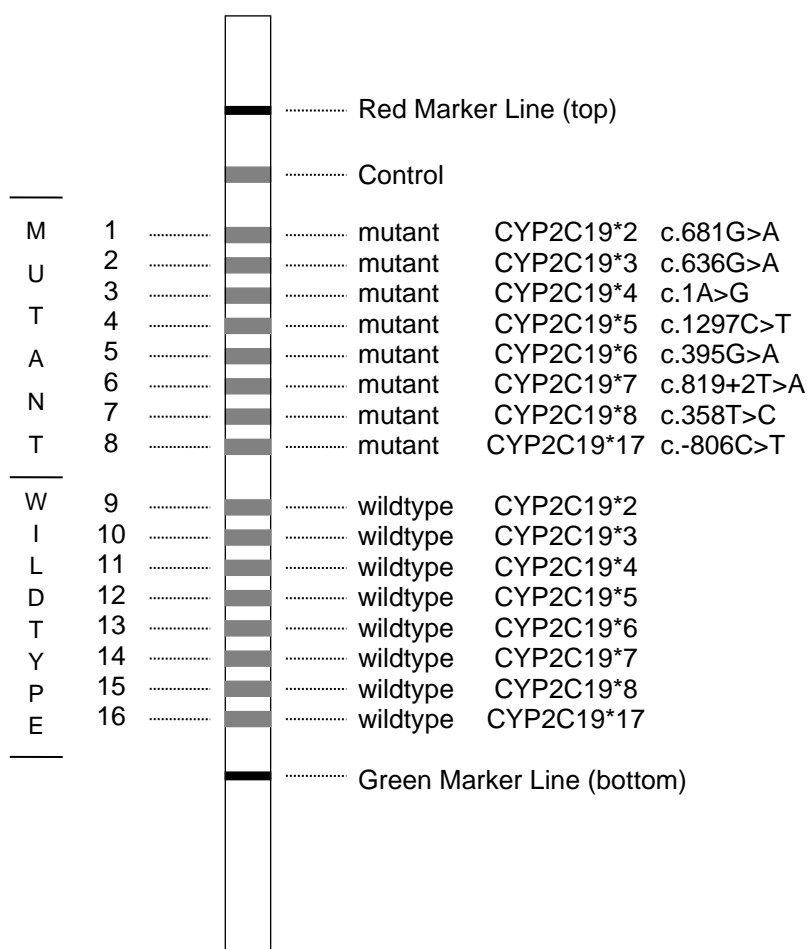 Red Marker Line (top)
Control
M U T A N T
1 mutant CYP2C19*2 c.681G>A
2 mutant CYP2C19*3 c.636G>A
3 mutant CYP2C19*4 c.1A>G
4 mutant CYP2C19*5 c.1297C>T
5 mutant CYP2C19*6 c.395G>A
6 mutant CYP2C19*7 c.819+2T>A
7 mutant CYP2C19*8 c.358T>C
8 mutant CYP2C19*17 c.-806C>T
W I L D T Y P E
9 wildtype CYP2C19*2
10 wildtype CYP2C19*3
11 wildtype CYP2C19*4
12 wildtype CYP2C19*5
13 wildtype CYP2C19*6
14 wildtype CYP2C19*7
15 wildtype CYP2C19*8
16 wildtype CYP2C19*17
Green Marker Line (bottom)